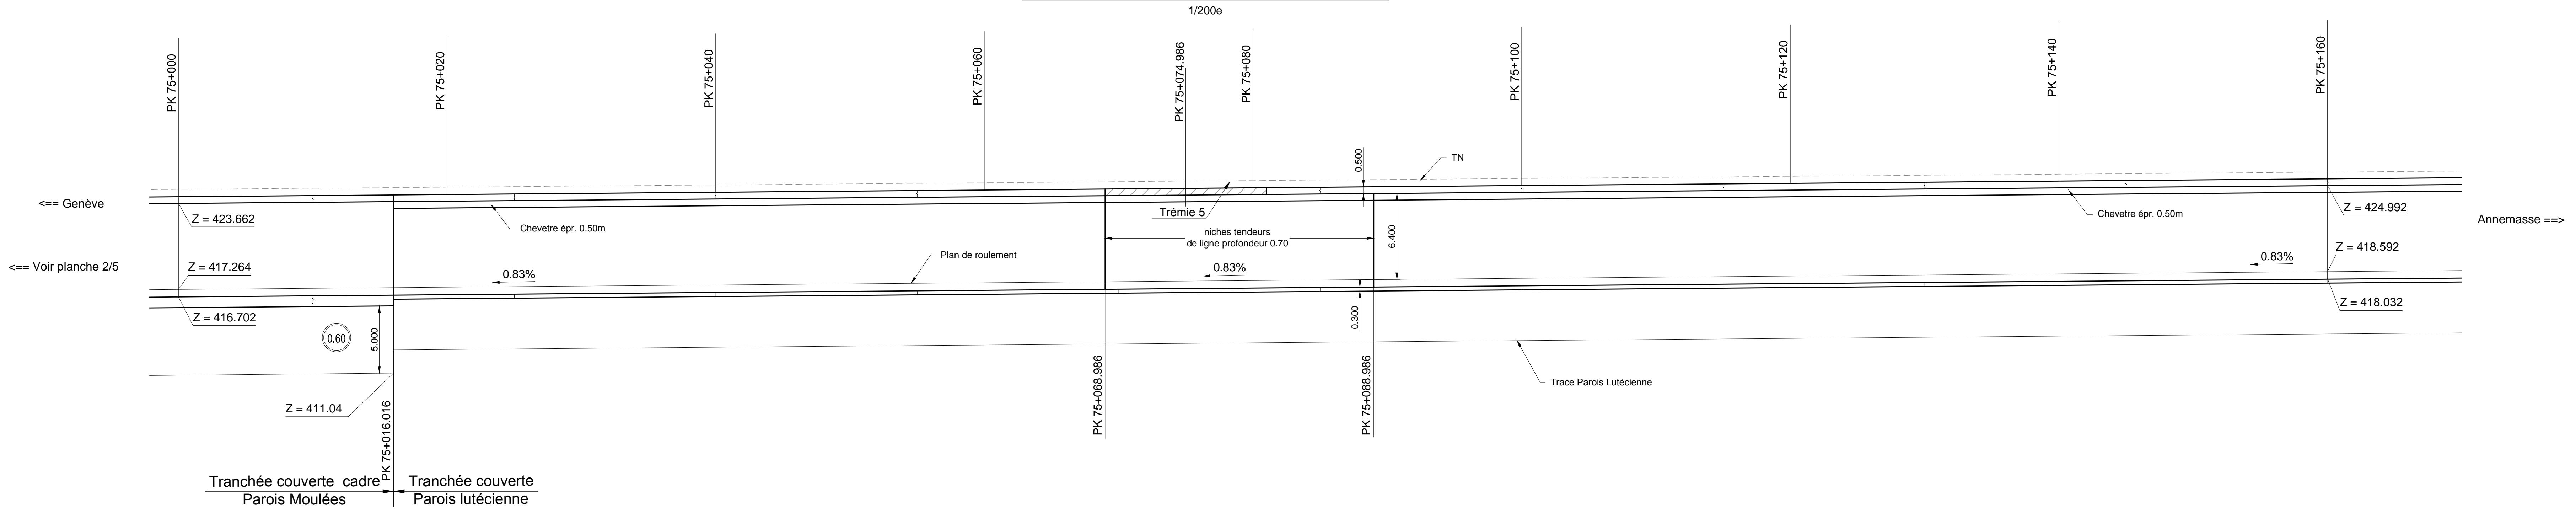 1/200e
PK 75+000
PK 75+020
PK 75+040
PK 75+060
PK 75+074.986
PK 75+080
PK 75+100
PK 75+120
PK 75+140
PK 75+160
0.500
TN
<== Genève
Z = 423.662
Chevetre épr. 0.50m
Trémie 5
Chevetre épr. 0.50m
Z = 424.992
Annemasse ==>
niches tendeurs
de ligne profondeur 0.70
6.400
<== Voir planche 2/5
Z = 417.264
0.83%
Plan de roulement
0.83%
0.83%
Z = 418.592
Z = 416.702
Z = 418.032
0.60
5.000
0.300
Z = 411.04
PK 75+016.016
PK 75+068.986
PK 75+088.986
Trace Parois Lutécienne
Tranchée couverte cadre
Parois Moulées
Tranchée couverte
Parois lutécienne